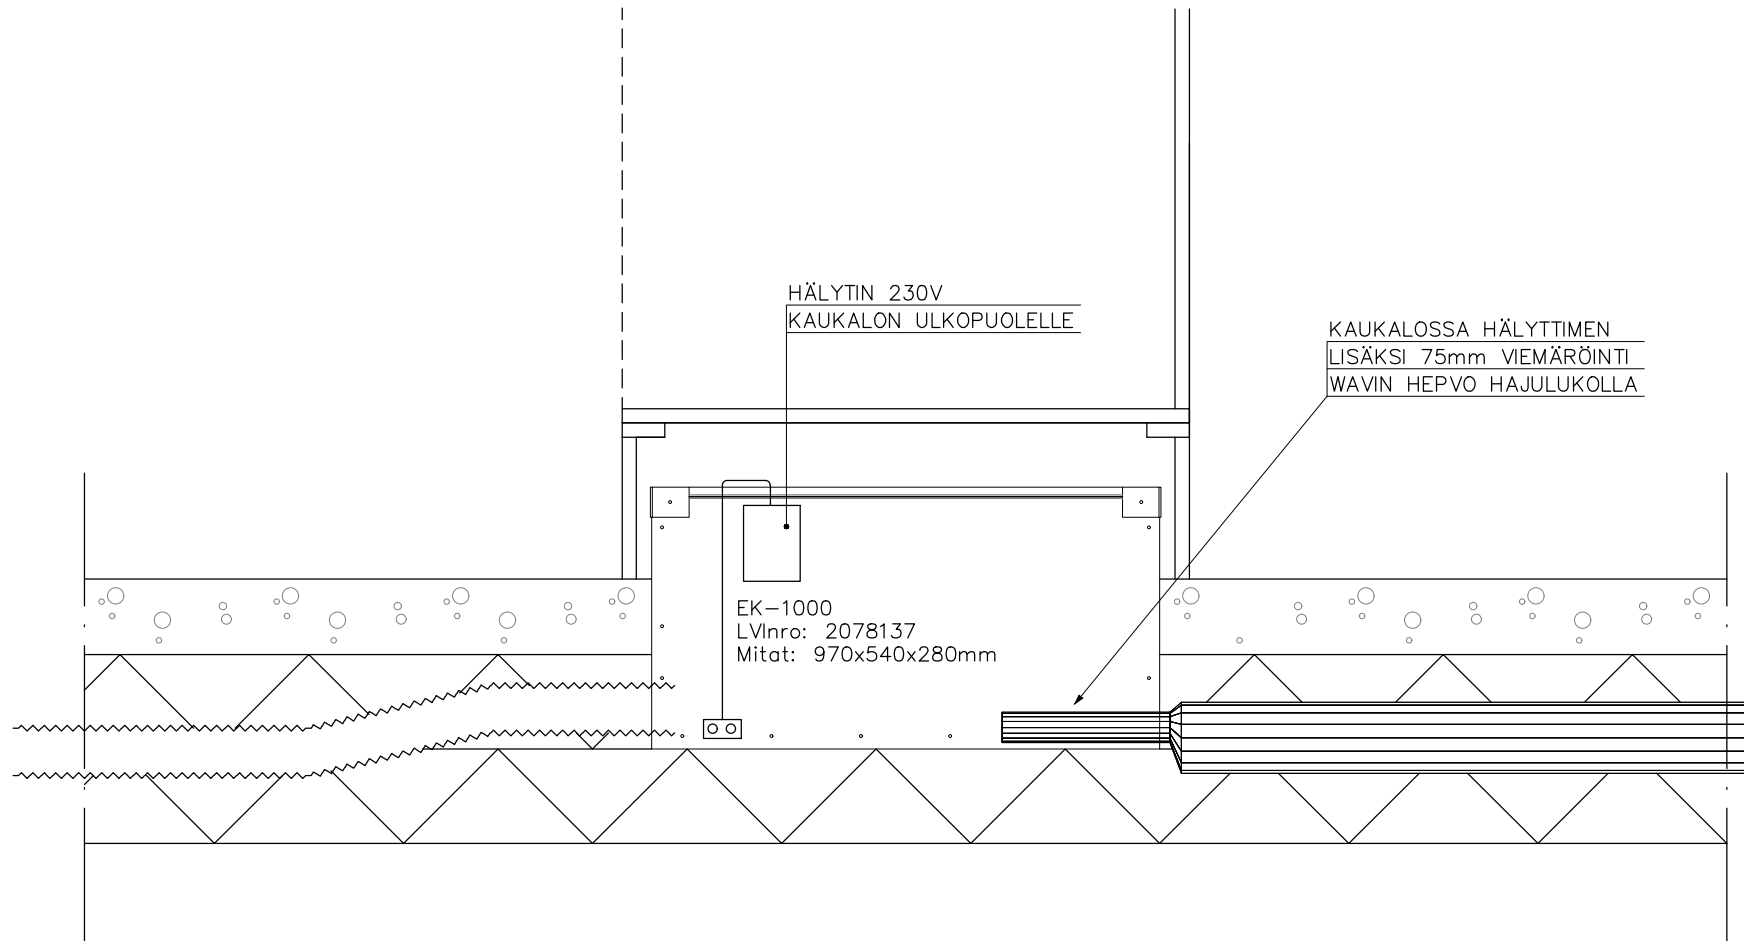 HÄLYTIN 230V
KAUKALON ULKOPUOLELLE
KAUKALOSSA HÄLYTTIMEN
LISÄKSI 75mm VIEMÄRÖINTI
WAVIN HEPVO HAJULUKOLLA
EK-1000
LVInro: 2078137
Mitat: 970x540x280mm